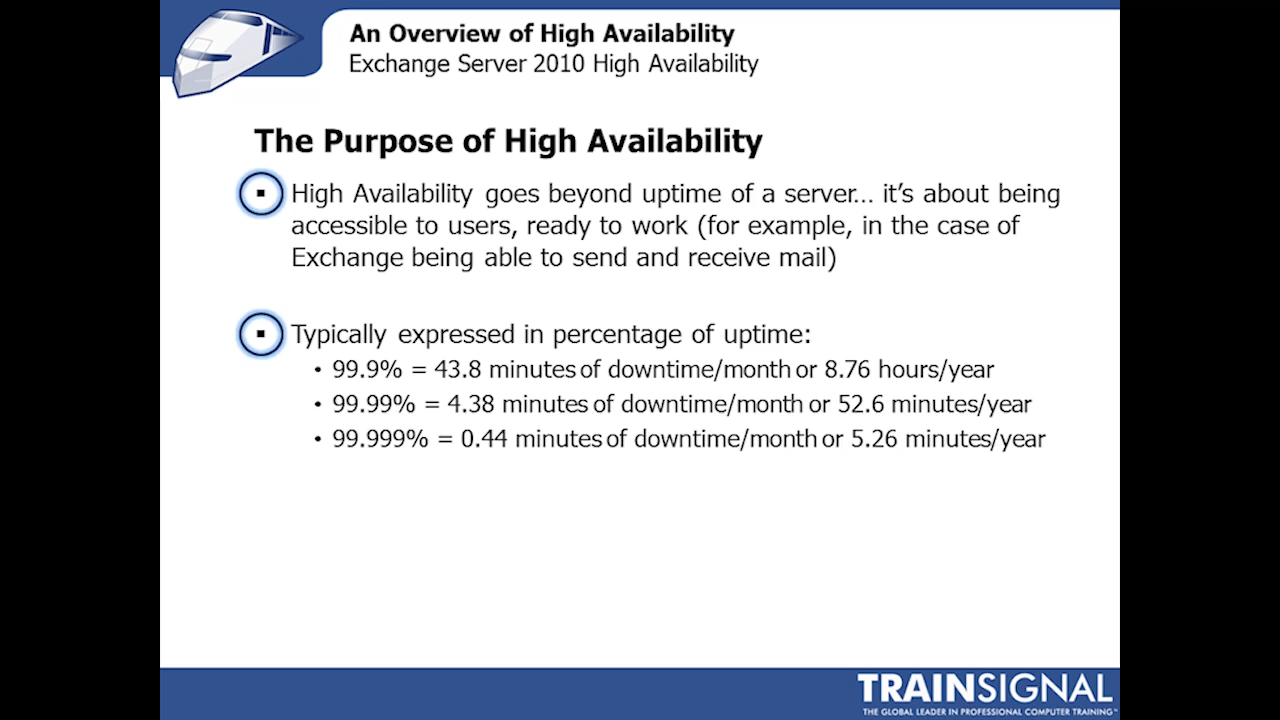 An Overview of High Availability
Exchange Server 2010 High Availability
The Purpose of High Availability
▪ High Availability goes beyond uptime of a server... it's about being
accessible to users, ready to work (for example, in the case of
Exchange being able to send and receive mail)
▪ Typically expressed in percentage of uptime:
• 99.9% = 43.8 minutes of downtime/month or 8.76 hours/year
• 99.99% = 4.38 minutes of downtime/month or 52.6 minutes/year
• 99.999% = 0.44 minutes of downtime/month or 5.26 minutes/year
TRAINSIGNAL
THE GLOBAL LEADER IN PROFESSIONAL COMPUTER TRAINING™